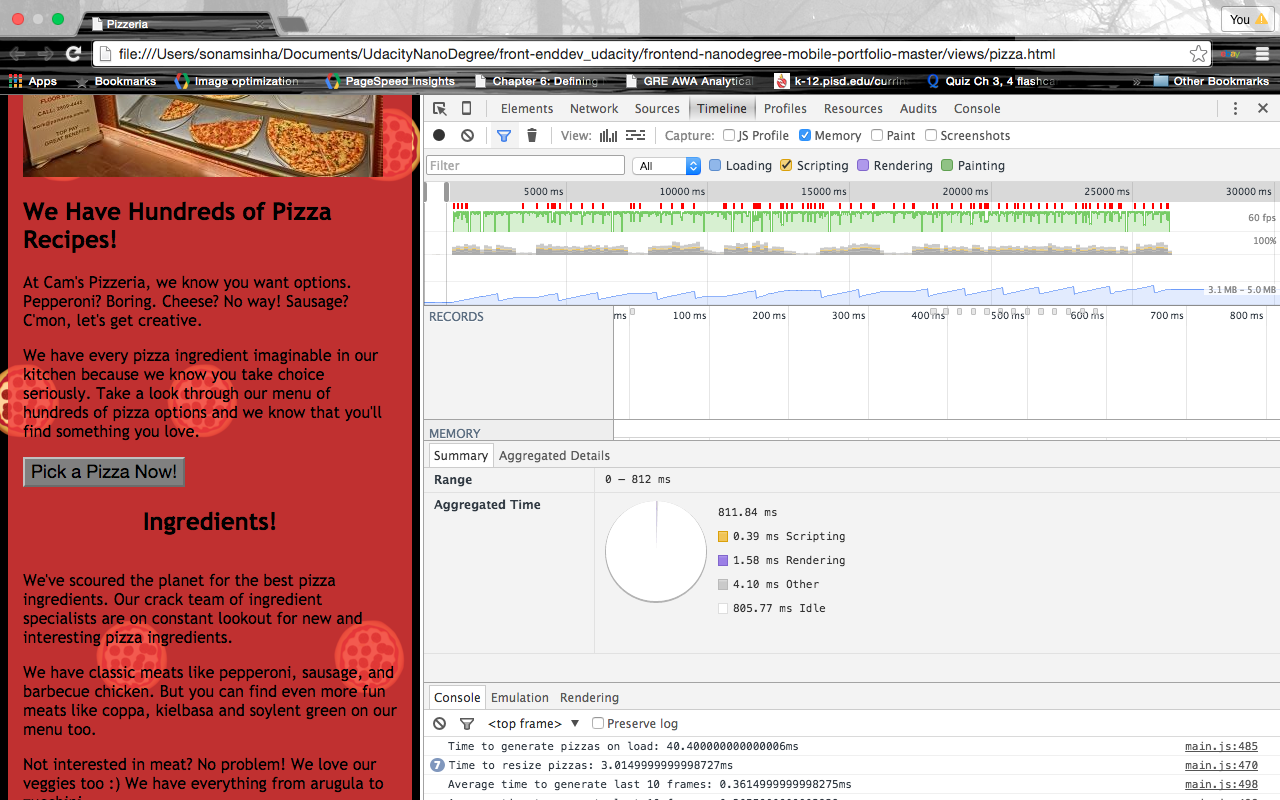 Pizzeria
You
file:///Users/sonamsinha/Documents/UdacityNanoDegree/front-enddev_udacity/frontend-nanodegree-mobile-portfolio-master/views/pizza.html
Apps Bookmarks Image optimization PageSpeed Insights Chapter 6: Defining GRE AWA Analytical k-12.pisd.edu/currin Quiz Ch 3, 4 flashca » Other Bookmarks
CALL: 2409-4442
TOP PAY
GREAT BENEFITS
We Have Hundreds of Pizza
Recipes!
At Cam's Pizzeria, we know you want options.
Pepperoni? Boring. Cheese? No way! Sausage?
C'mon, let's get creative.
We have every pizza ingredient imaginable in our
kitchen because we know you take choice
seriously. Take a look through our menu of
hundreds of pizza options and we know that you'll
find something you love.
Pick a Pizza Now!
Ingredients!
We've scoured the planet for the best pizza
ingredients. Our crack team of ingredient
specialists are on constant lookout for new and
interesting pizza ingredients.
We have classic meats like pepperoni, sausage, and
barbecue chicken. But you can find even more fun
meats like coppa, kielbasa and soylent green on our
menu too.
Not interested in meat? No problem! We love our
veggies too :) We have everything from arugula to
Elements Network Sources Timeline Profiles Resources Audits Console
View: Capture: JS Profile Memory Paint Screenshots
Filter All Loading Scripting Rendering Painting
5000 ms 10000 ms 15000 ms 20000 ms 25000 ms 30000 ms
60 fps
100%
3.1 MB – 5.0 MB
RECORDS ms 100 ms 200 ms 300 ms 400 ms 500 ms 600 ms 700 ms 800 ms
MEMORY
Summary Aggregated Details
Range 0 – 812 ms
Aggregated Time
811.84 ms
0.39 ms Scripting
1.58 ms Rendering
4.10 ms Other
805.77 ms Idle
Console Emulation Rendering
<top frame> ▼ Preserve log
Time to generate pizzas on load: 40.400000000000006ms main.js:485
7 Time to resize pizzas: 3.0149999999998727ms main.js:470
Average time to generate last 10 frames: 0.3614999999998275ms main.js:498